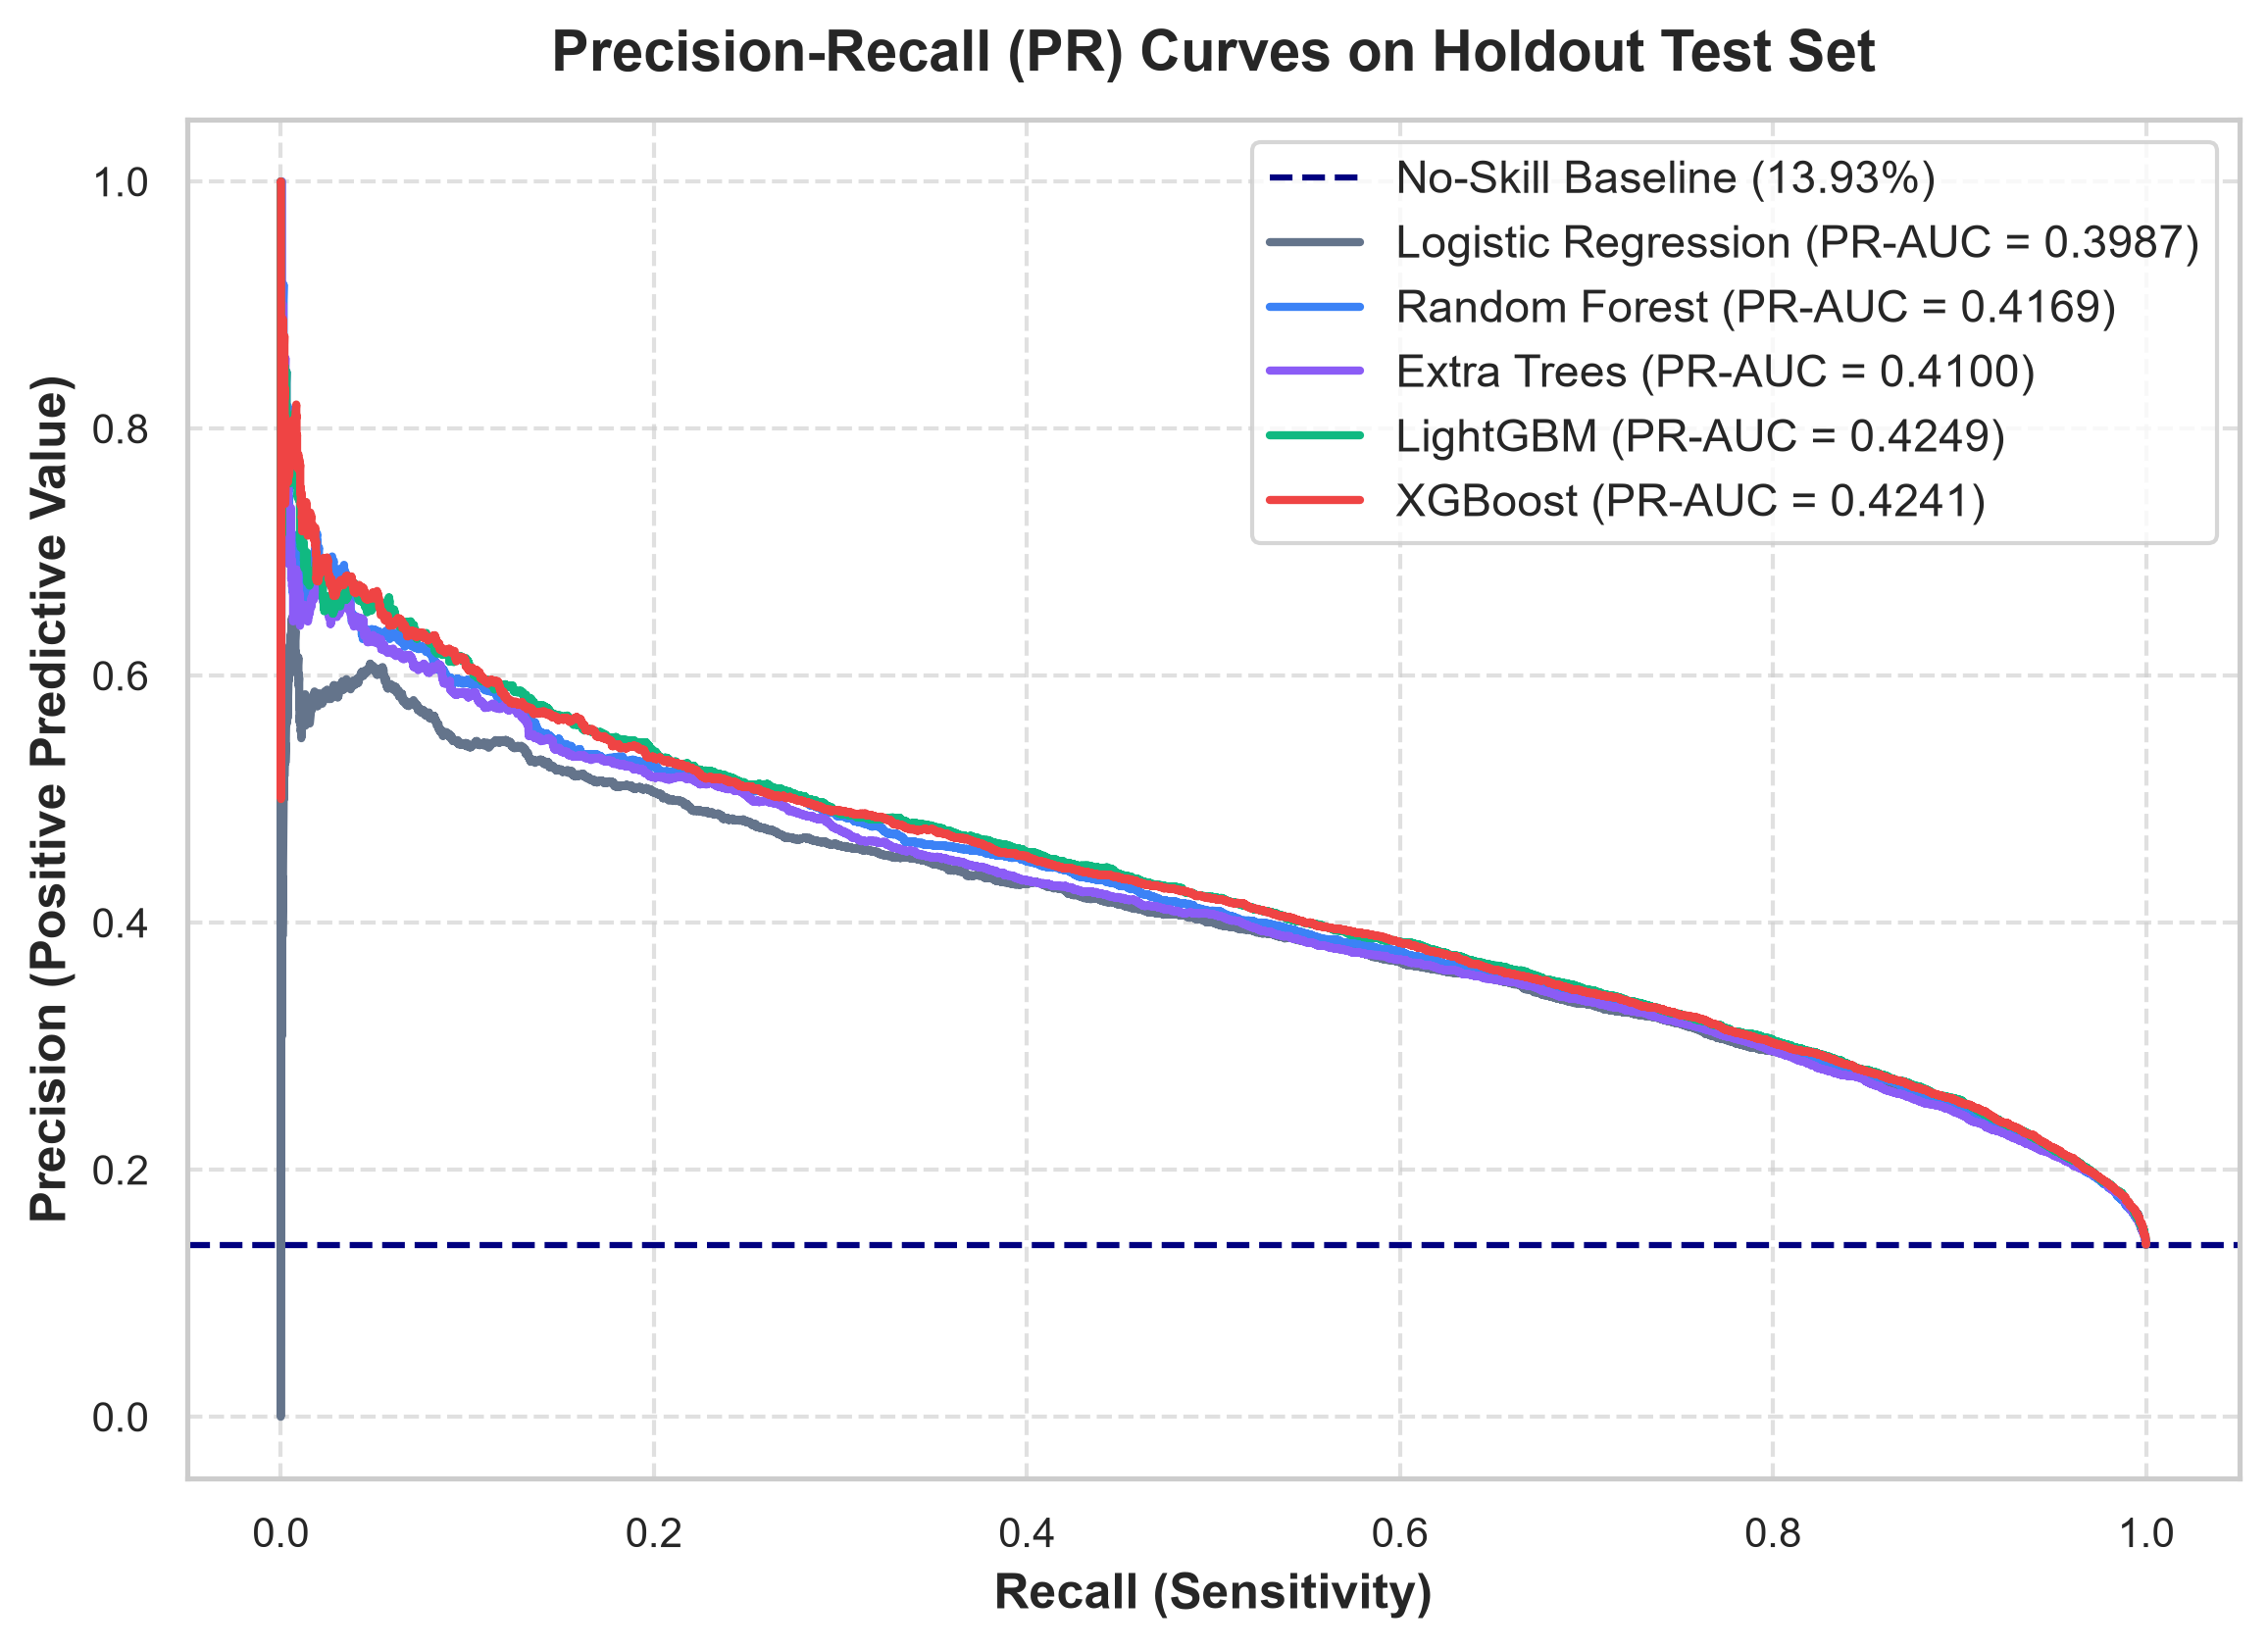 Precision-Recall (PR) Curves on Holdout Test Set
Precision (Positive Predictive Value)
1.0
0.8
0.6
0.4
0.2
0.0
No-Skill Baseline (13.93%)
Logistic Regression (PR-AUC = 0.3987)
Random Forest (PR-AUC = 0.4169)
Extra Trees (PR-AUC = 0.4100)
LightGBM (PR-AUC = 0.4249)
XGBoost (PR-AUC = 0.4241)
0.0 0.2 0.4 0.6 0.8 1.0
Recall (Sensitivity)